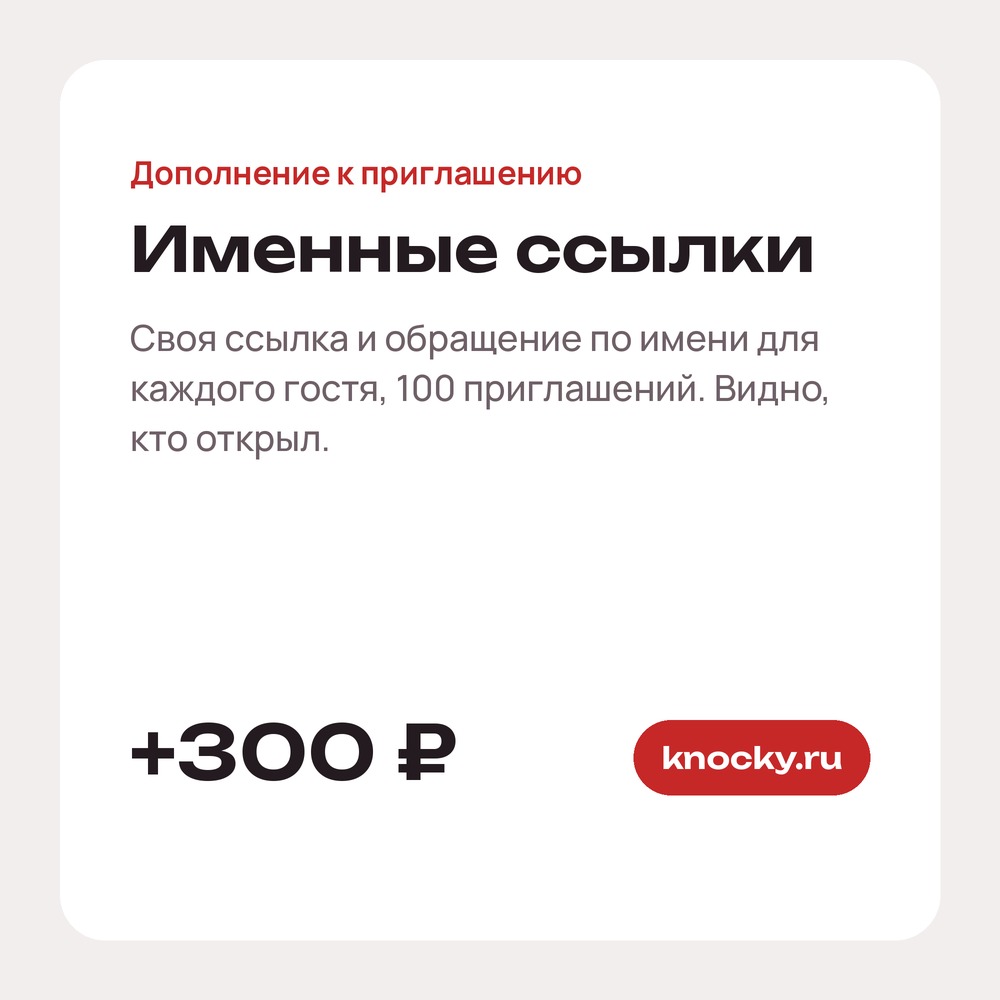 Дополнение к приглашению
Именные ссылки
Своя ссылка и обращение по имени для
каждого гостя, 100 приглашений. Видно,
кто открыл.
+300 ₽
knocky.ru